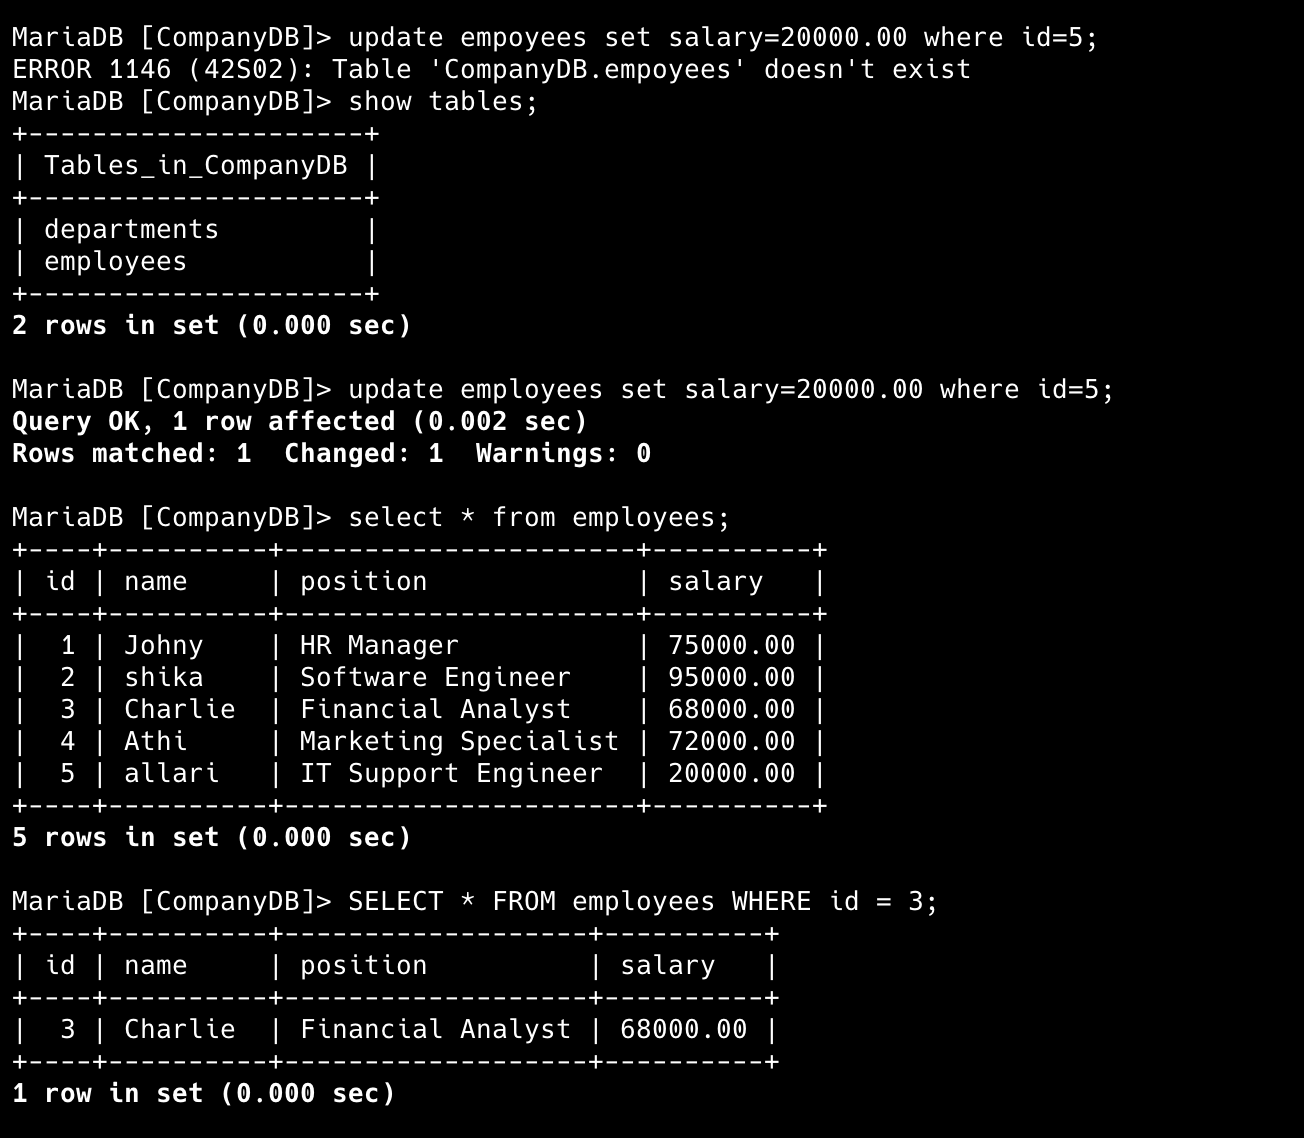 MariaDB [CompanyDB]> update empoyees set salary=20000.00 where id=5;
ERROR 1146 (42S02): Table 'CompanyDB.empoyees' doesn't exist
MariaDB [CompanyDB]> show tables;
+---------------------+
| Tables_in_CompanyDB |
+---------------------+
| departments         |
| employees           |
+---------------------+
2 rows in set (0.000 sec)

MariaDB [CompanyDB]> update employees set salary=20000.00 where id=5;
Query OK, 1 row affected (0.002 sec)
Rows matched: 1  Changed: 1  Warnings: 0

MariaDB [CompanyDB]> select * from employees;
+----+----------+----------------------+----------+
| id | name     | position             | salary   |
+----+----------+----------------------+----------+
|  1 | Johny    | HR Manager           | 75000.00 |
|  2 | shika    | Software Engineer    | 95000.00 |
|  3 | Charlie  | Financial Analyst    | 68000.00 |
|  4 | Athi     | Marketing Specialist | 72000.00 |
|  5 | allari   | IT Support Engineer  | 20000.00 |
+----+----------+----------------------+----------+
5 rows in set (0.000 sec)

MariaDB [CompanyDB]> SELECT * FROM employees WHERE id = 3;
+----+----------+-------------------+----------+
| id | name     | position          | salary   |
+----+----------+-------------------+----------+
|  3 | Charlie  | Financial Analyst | 68000.00 |
+----+----------+-------------------+----------+
1 row in set (0.000 sec)